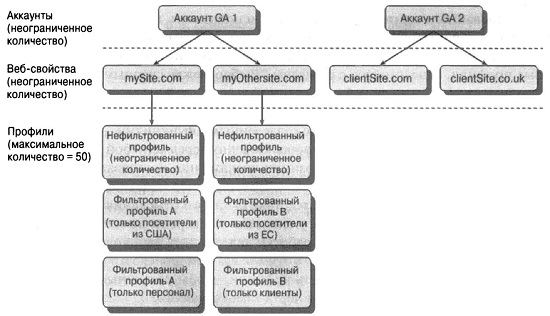 Аккаунты
(неограниченное
количество)
Аккаунт GA 1
Аккаунт GA 2
Веб-свойства
(неограниченное
количество)
mySite.com
myOthersite.com
clientSite.com
clientSite.co.uk
Профили
(максимальное
количество = 50)
Нефильтрованный
профиль
(неограниченное
количество)
Нефильтрованный
профиль
(неограниченное
количество)
Фильтрованный
профиль A
(только посетители
из США)
Фильтрованный
профиль B
(только посетители
из ЕС)
Фильтрованный
профиль A
(только персонал)
Фильтрованный
профиль B
(только клиенты)